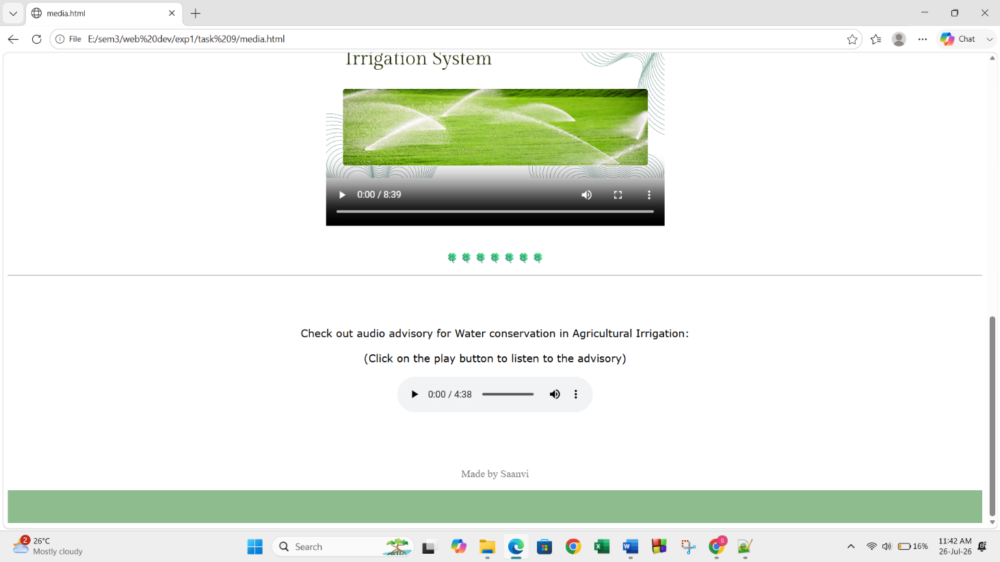 media.html
File E:/sem3/web%20dev/exp1/task%209/media.html
Chat
Irrigation System
0:00 / 8:39
Check out audio advisory for Water conservation in Agricultural Irrigation:
(Click on the play button to listen to the advisory)
0:00 / 4:38
Made by Saanvi
2
26°C
Mostly cloudy
Search
S
16%
11:42 AM
26-Jul-26